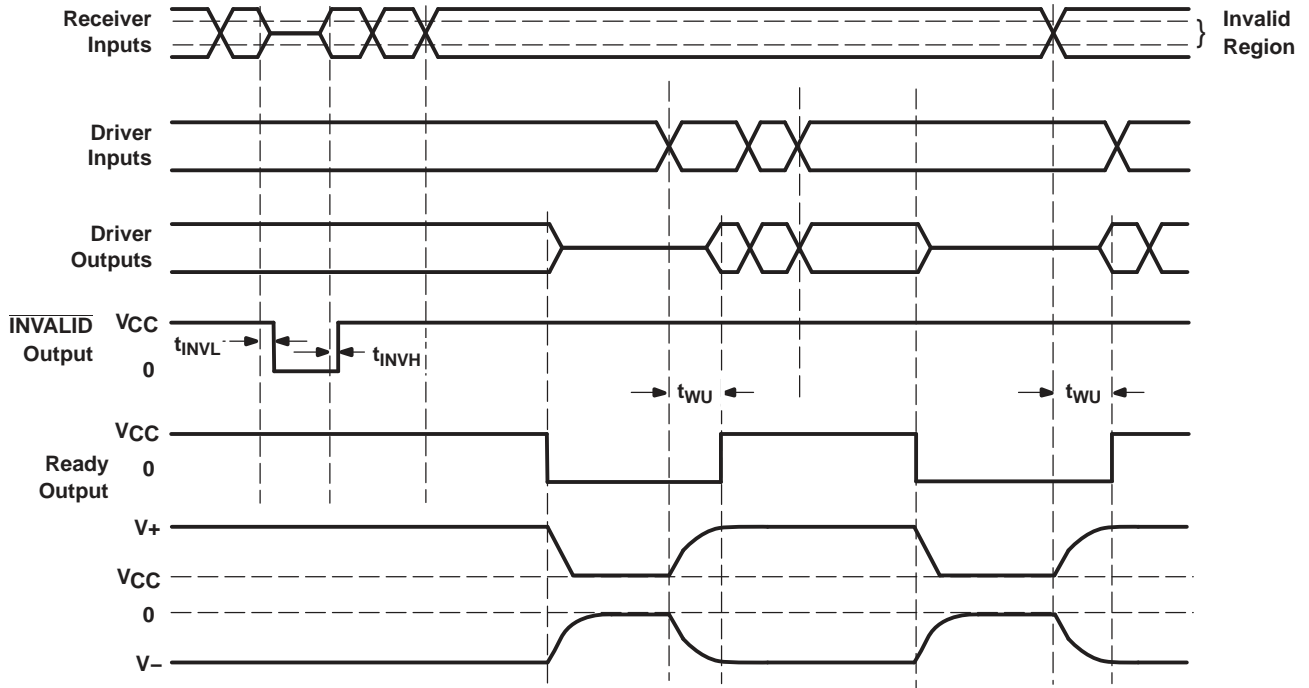 Receiver
Inputs
}
Invalid
Region
Driver
Inputs
Driver
Outputs
INVALID
Output
VCC
0
tINVL
tINVH
tWU
tWU
Ready
Output
VCC
0
V+
VCC
0
V–